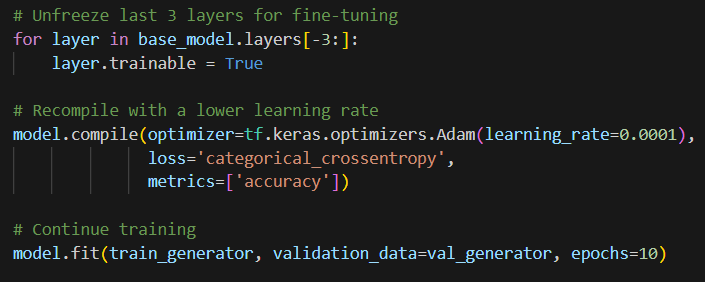 # Unfreeze last 3 layers for fine-tuning
for layer in base_model.layers[-3:]:
    layer.trainable = True

# Recompile with a lower learning rate
model.compile(optimizer=tf.keras.optimizers.Adam(learning_rate=0.0001),
              loss='categorical_crossentropy',
              metrics=['accuracy'])

# Continue training
model.fit(train_generator, validation_data=val_generator, epochs=10)